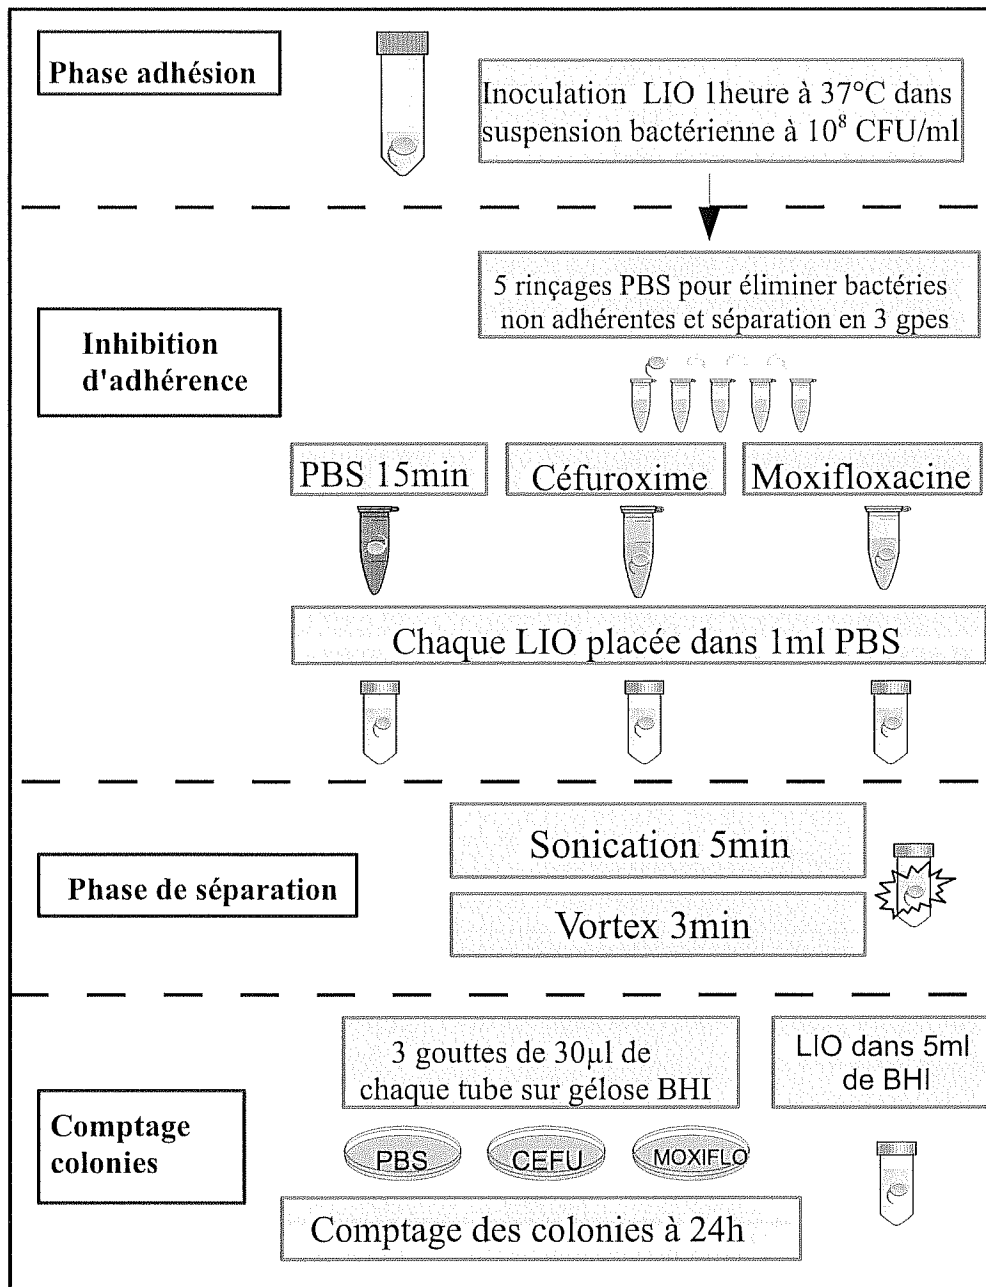 Phase adhésion
Inoculation LIO 1heure à 37°C dans
suspension bactérienne à 10⁸ CFU/ml
5 rinçages PBS pour éliminer bactéries
non adhérentes et séparation en 3 gpes
Inhibition
d'adhérence
PBS 15min
Céfuroxime
Moxifloxacine
Chaque LIO placée dans 1ml PBS
Phase de séparation
Sonication 5min
Vortex 3min
Comptage
colonies
3 gouttes de 30µl de
chaque tube sur gélose BHI
LIO dans 5ml
de BHI
PBS
CEFU
MOXIFLO
Comptage des colonies à 24h